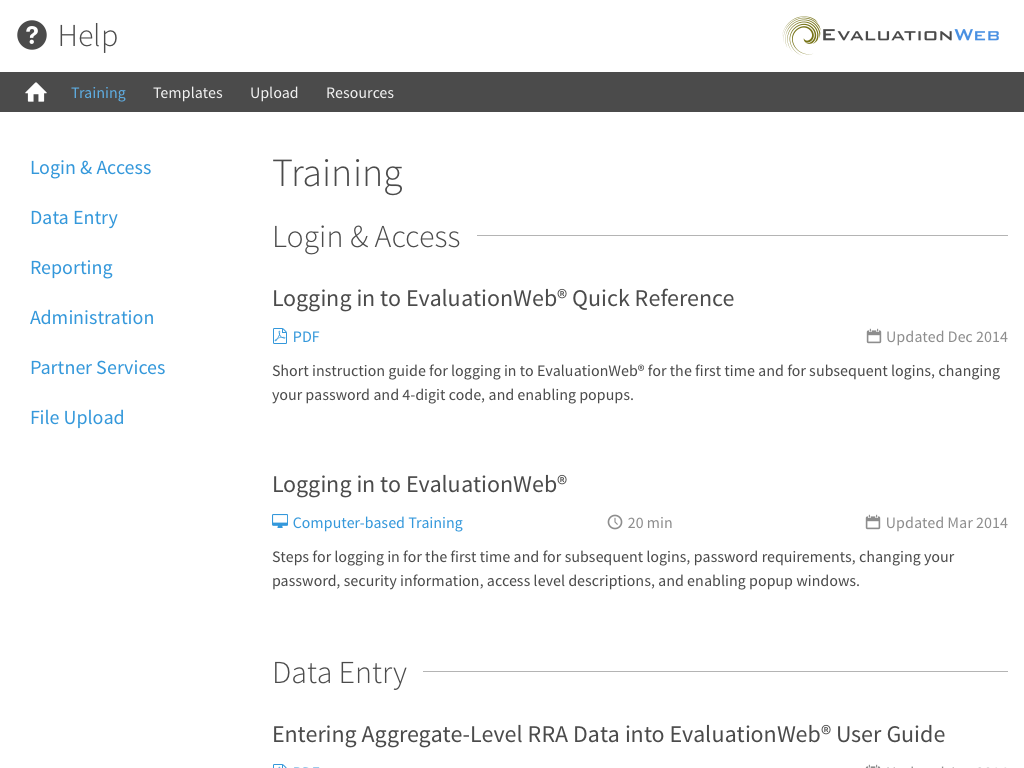 Help
EVALUATIONWEB
Training Templates Upload Resources
Login & Access
Data Entry
Reporting
Administration
Partner Services
File Upload
Training
Login & Access
Logging in to EvaluationWeb® Quick Reference
PDF Updated Dec 2014
Short instruction guide for logging in to EvaluationWeb® for the first time and for subsequent logins, changing
your password and 4-digit code, and enabling popups.
Logging in to EvaluationWeb®
Computer-based Training 20 min Updated Mar 2014
Steps for logging in for the first time and for subsequent logins, password requirements, changing your
password, security information, access level descriptions, and enabling popup windows.
Data Entry
Entering Aggregate-Level RRA Data into EvaluationWeb® User Guide